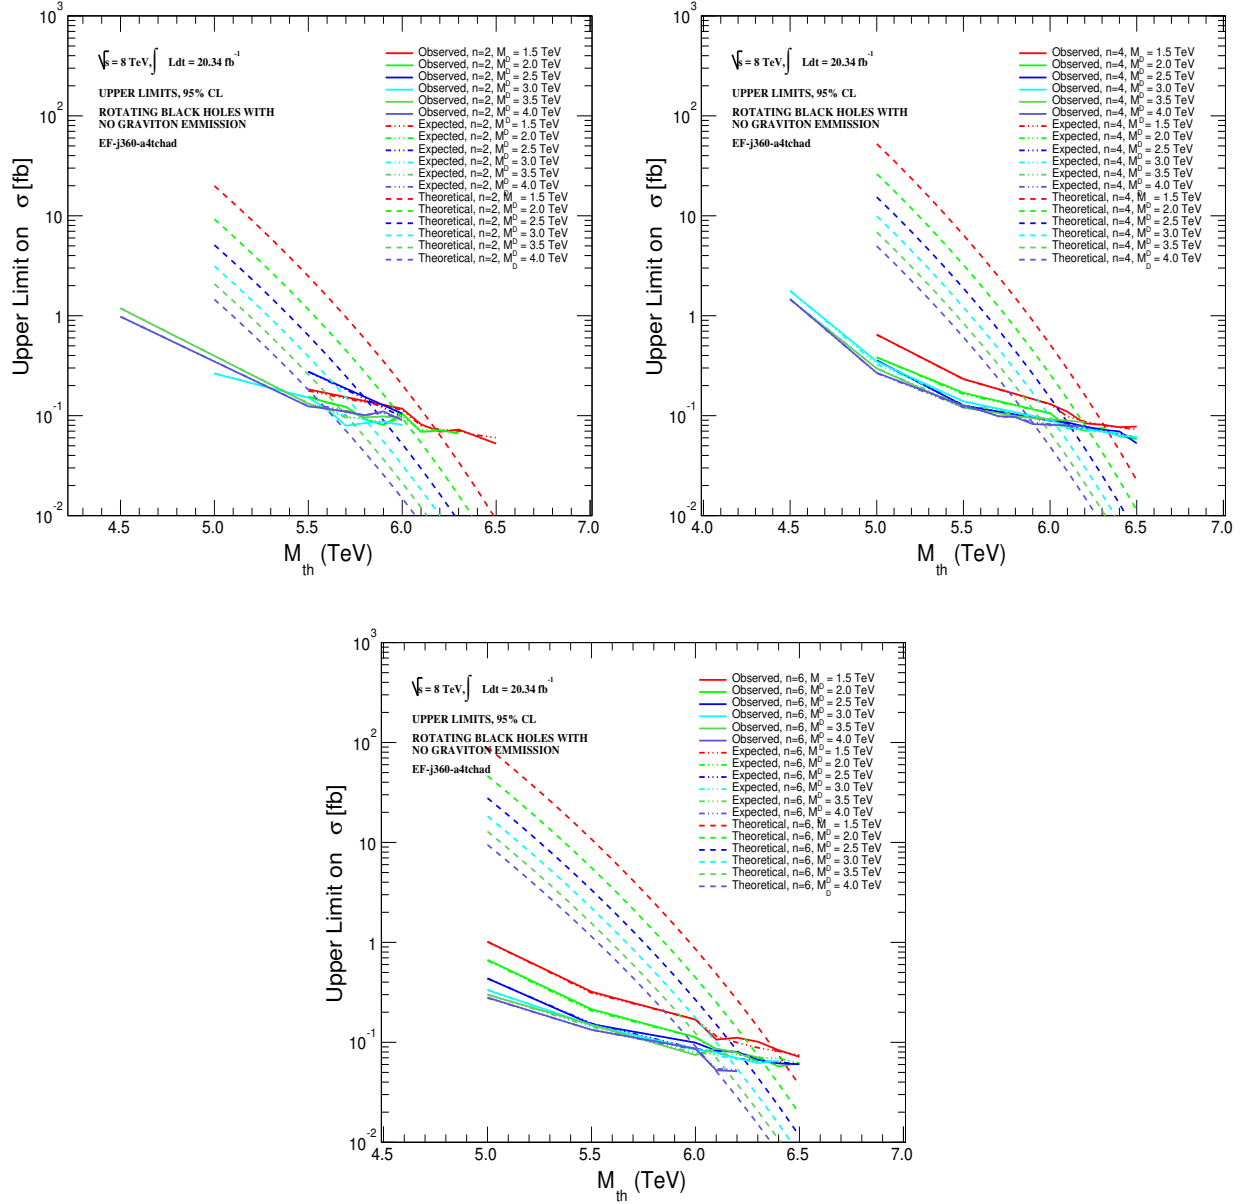 10³
10²
10
1
10⁻¹
10⁻²
Upper Limit on σ [fb]
√s = 8 TeV, ∫ Ldt = 20.34 fb⁻¹
UPPER LIMITS, 95% CL
ROTATING BLACK HOLES WITH
NO GRAVITON EMMISSION
EF-j360-a4tchad
Observed, n=2, M_D = 1.5 TeV
Observed, n=2, M_D = 2.0 TeV
Observed, n=2, M_D = 2.5 TeV
Observed, n=2, M_D = 3.0 TeV
Observed, n=2, M_D = 3.5 TeV
Observed, n=2, M_D = 4.0 TeV
Expected, n=2, M_D = 1.5 TeV
Expected, n=2, M_D = 2.0 TeV
Expected, n=2, M_D = 2.5 TeV
Expected, n=2, M_D = 3.0 TeV
Expected, n=2, M_D = 3.5 TeV
Expected, n=2, M_D = 4.0 TeV
Theoretical, n=2, M_D = 1.5 TeV
Theoretical, n=2, M_D = 2.0 TeV
Theoretical, n=2, M_D = 2.5 TeV
Theoretical, n=2, M_D = 3.0 TeV
Theoretical, n=2, M_D = 3.5 TeV
Theoretical, n=2, M_D = 4.0 TeV
4.5 5.0 5.5 6.0 6.5 7.0
M_th (TeV)
10³
10²
10
1
10⁻¹
10⁻²
Upper Limit on σ [fb]
√s = 8 TeV, ∫ Ldt = 20.34 fb⁻¹
UPPER LIMITS, 95% CL
ROTATING BLACK HOLES WITH
NO GRAVITON EMMISSION
EF-j360-a4tchad
Observed, n=4, M_D = 1.5 TeV
Observed, n=4, M_D = 2.0 TeV
Observed, n=4, M_D = 2.5 TeV
Observed, n=4, M_D = 3.0 TeV
Observed, n=4, M_D = 3.5 TeV
Observed, n=4, M_D = 4.0 TeV
Expected, n=4, M_D = 1.5 TeV
Expected, n=4, M_D = 2.0 TeV
Expected, n=4, M_D = 2.5 TeV
Expected, n=4, M_D = 3.0 TeV
Expected, n=4, M_D = 3.5 TeV
Expected, n=4, M_D = 4.0 TeV
Theoretical, n=4, M_D = 1.5 TeV
Theoretical, n=4, M_D = 2.0 TeV
Theoretical, n=4, M_D = 2.5 TeV
Theoretical, n=4, M_D = 3.0 TeV
Theoretical, n=4, M_D = 3.5 TeV
Theoretical, n=4, M_D = 4.0 TeV
4.0 4.5 5.0 5.5 6.0 6.5 7.0
M_th (TeV)
10³
10²
10
1
10⁻¹
10⁻²
Upper Limit on σ [fb]
√s = 8 TeV, ∫ Ldt = 20.34 fb⁻¹
UPPER LIMITS, 95% CL
ROTATING BLACK HOLES WITH
NO GRAVITON EMMISSION
EF-j360-a4tchad
Observed, n=6, M_D = 1.5 TeV
Observed, n=6, M_D = 2.0 TeV
Observed, n=6, M_D = 2.5 TeV
Observed, n=6, M_D = 3.0 TeV
Observed, n=6, M_D = 3.5 TeV
Observed, n=6, M_D = 4.0 TeV
Expected, n=6, M_D = 1.5 TeV
Expected, n=6, M_D = 2.0 TeV
Expected, n=6, M_D = 2.5 TeV
Expected, n=6, M_D = 3.0 TeV
Expected, n=6, M_D = 3.5 TeV
Expected, n=6, M_D = 4.0 TeV
Theoretical, n=6, M_D = 1.5 TeV
Theoretical, n=6, M_D = 2.0 TeV
Theoretical, n=6, M_D = 2.5 TeV
Theoretical, n=6, M_D = 3.0 TeV
Theoretical, n=6, M_D = 3.5 TeV
Theoretical, n=6, M_D = 4.0 TeV
4.5 5.0 5.5 6.0 6.5 7.0
M_th (TeV)